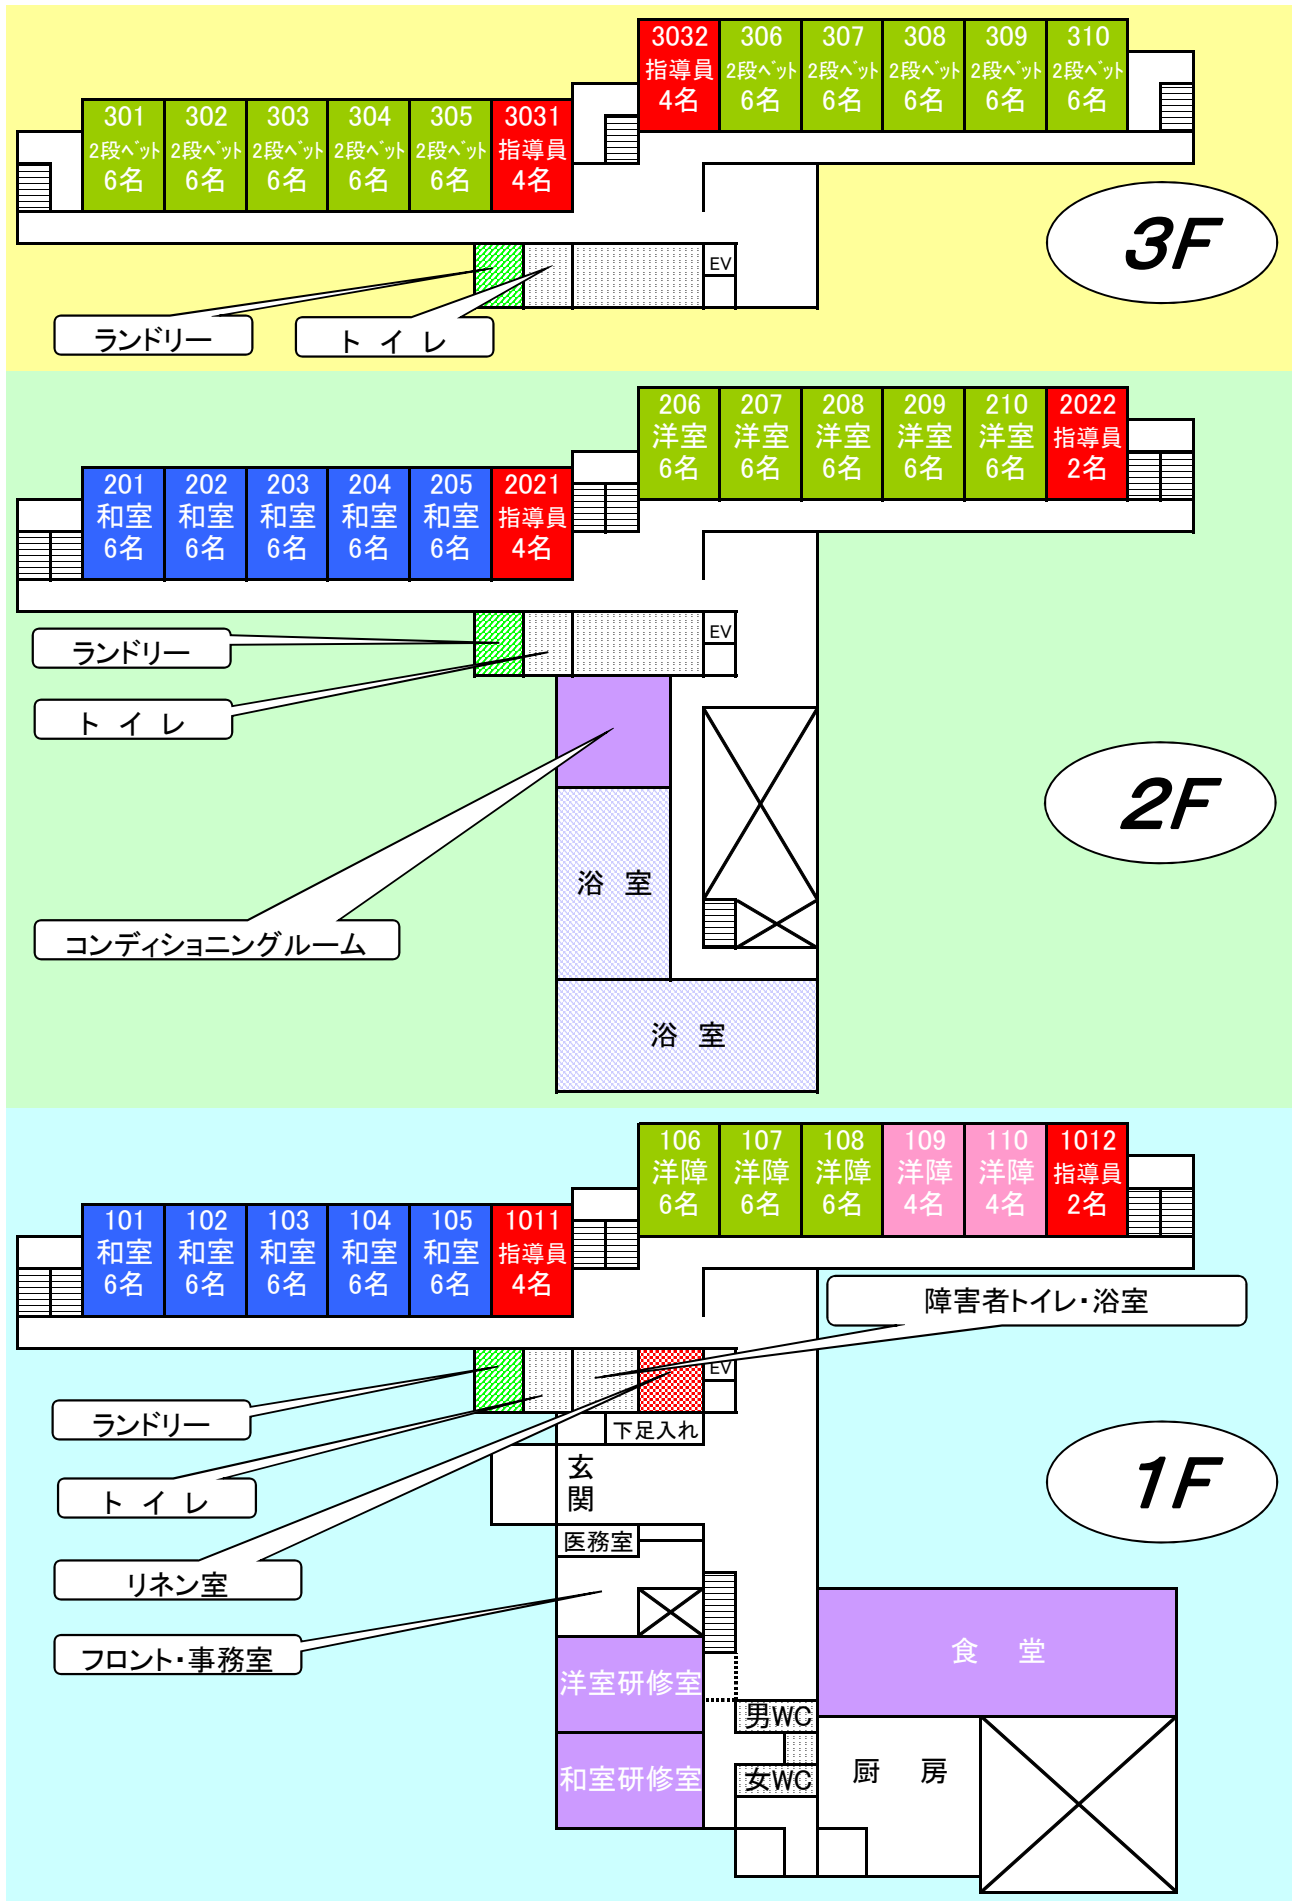 3032 306 307 308 309 310
指導員 2段ベット 2段ベット 2段ベット 2段ベット 2段ベット
4名 6名 6名 6名 6名 6名
301 302 303 304 305 3031
2段ベット 2段ベット 2段ベット 2段ベット 2段ベット 指導員
6名 6名 6名 6名 6名 4名
3F
EV
ランドリー
トイレ
206 207 208 209 210 2022
洋室 洋室 洋室 洋室 洋室 指導員
6名 6名 6名 6名 6名 2名
201 202 203 204 205 2021
和室 和室 和室 和室 和室 指導員
6名 6名 6名 6名 6名 4名
EV
ランドリー
トイレ
2F
浴室
コンディショニングルーム
浴室
106 107 108 109 110 1012
洋障 洋障 洋障 洋障 洋障 指導員
6名 6名 6名 4名 4名 2名
101 102 103 104 105 1011
和室 和室 和室 和室 和室 指導員
6名 6名 6名 6名 6名 4名
障害者トイレ・浴室
EV
ランドリー
下足入れ
玄関
トイレ
1F
医務室
リネン室
フロント・事務室
食堂
洋室研修室
男WC
和室研修室
女WC
厨房